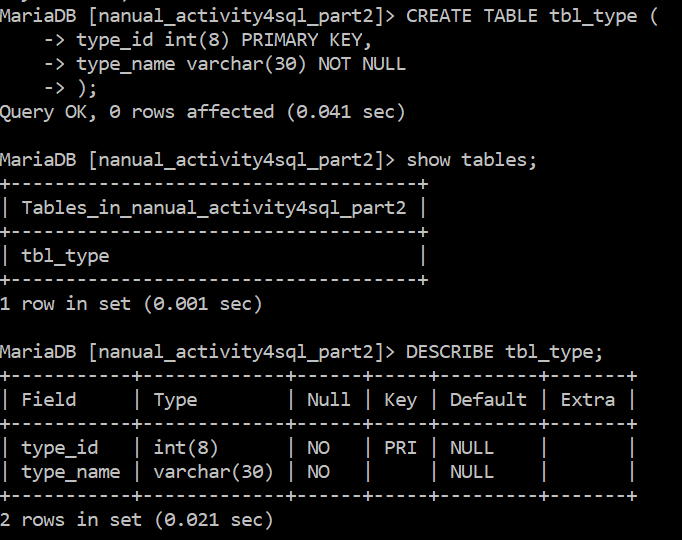 MariaDB [nanual_activity4sql_part2]> CREATE TABLE tbl_type (
    -> type_id int(8) PRIMARY KEY,
    -> type_name varchar(30) NOT NULL
    -> );
Query OK, 0 rows affected (0.041 sec)

MariaDB [nanual_activity4sql_part2]> show tables;
+-------------------------------------+
| Tables_in_nanual_activity4sql_part2 |
+-------------------------------------+
| tbl_type                            |
+-------------------------------------+
1 row in set (0.001 sec)

MariaDB [nanual_activity4sql_part2]> DESCRIBE tbl_type;
+-----------+-------------+------+-----+---------+-------+
| Field     | Type        | Null | Key | Default | Extra |
+-----------+-------------+------+-----+---------+-------+
| type_id   | int(8)      | NO   | PRI | NULL    |       |
| type_name | varchar(30) | NO   |     | NULL    |       |
+-----------+-------------+------+-----+---------+-------+
2 rows in set (0.021 sec)